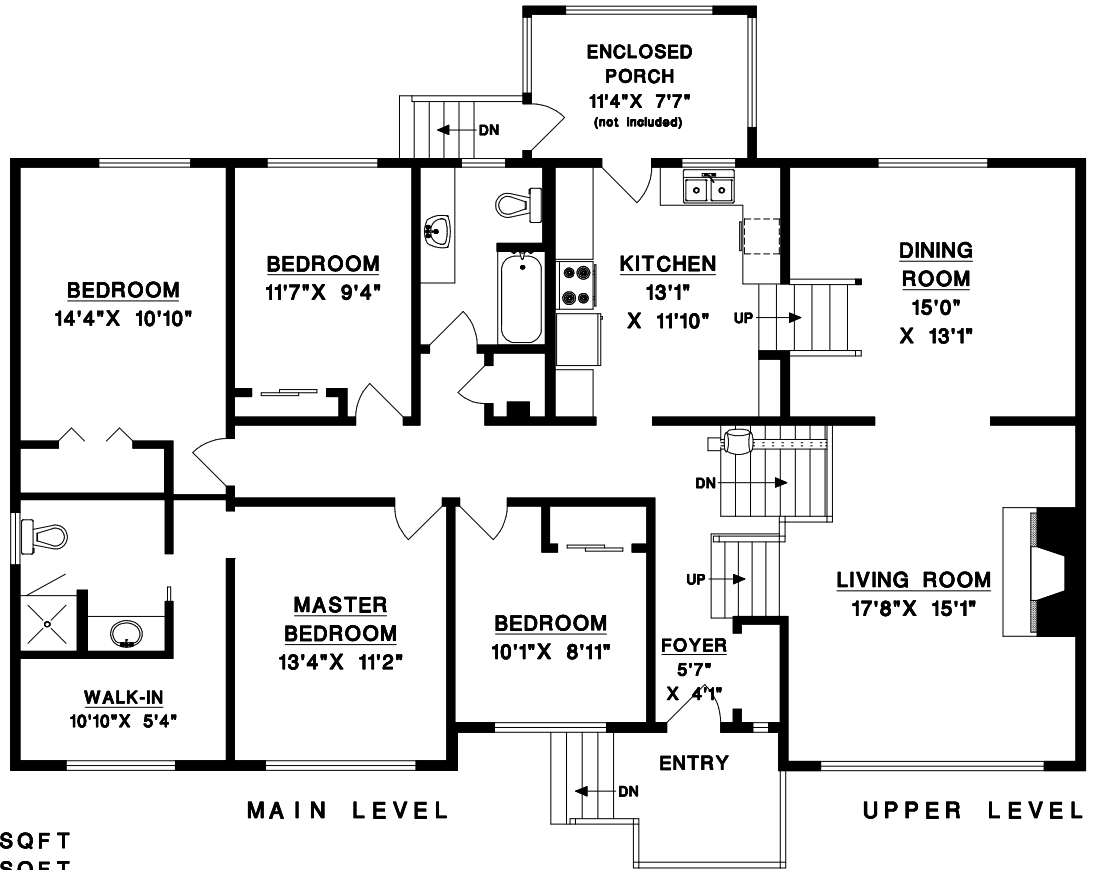 ENCLOSED
PORCH
11'4"X 7'7"
(not included)
DN
BEDROOM
14'4"X 10'10"
BEDROOM
11'7"X 9'4"
KITCHEN
13'1"
X 11'10"
UP
DINING
ROOM
15'0"
X 13'1"
DN
UP
LIVING ROOM
17'8"X 15'1"
MASTER
BEDROOM
13'4"X 11'2"
BEDROOM
10'1"X 8'11"
FOYER
5'7"
X 4'1"
WALK-IN
10'10"X 5'4"
ENTRY
DN
MAIN LEVEL
UPPER LEVEL
SQFT
SQFT